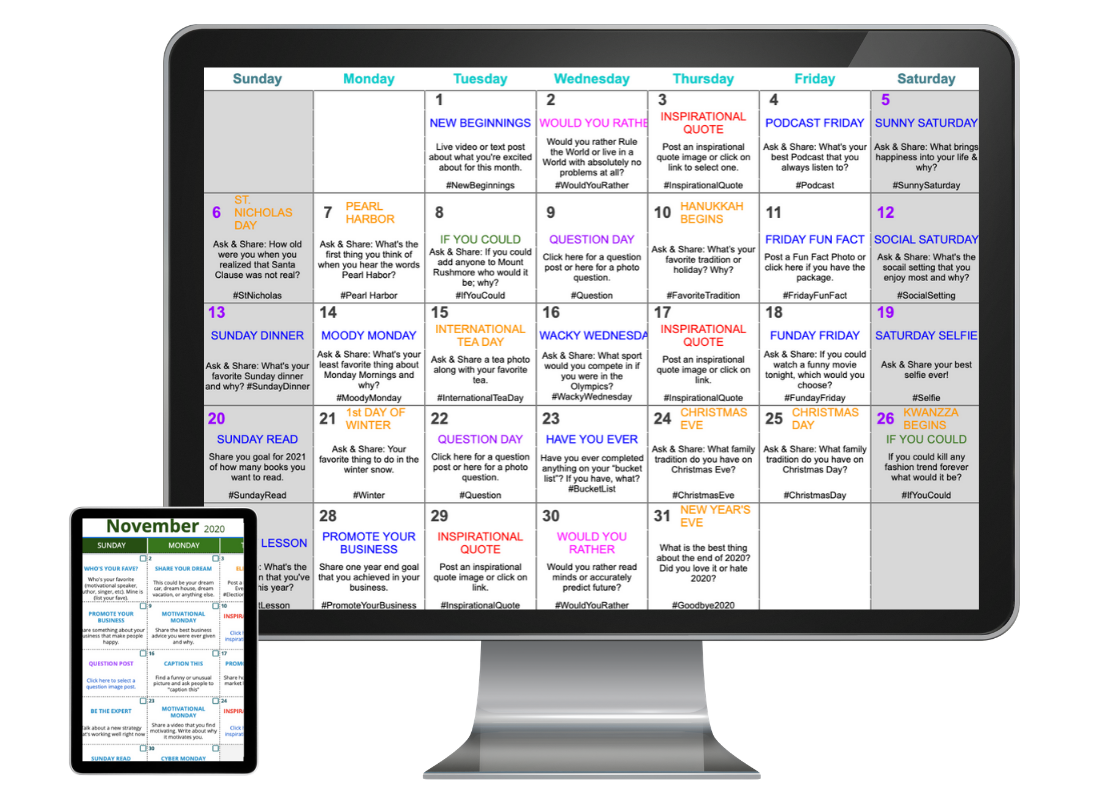 Sunday Monday Tuesday Wednesday Thursday Friday Saturday
1
NEW BEGINNINGS
Live video or text post
about what you're excited
about for this month.
#NewBeginnings
2
WOULD YOU RATHE
Would you rather Rule
the World or live in a
World with absolutely no
problems at all?
#WouldYouRather
3
INSPIRATIONAL
QUOTE
Post an inspirational
quote image or click on
link to select one.
#InspirationalQuote
4
PODCAST FRIDAY
Ask & Share: What's your
best Podcast that you
always listen to?
#Podcast
5
SUNNY SATURDAY
Ask & Share: What brings
happiness into your life &
why?
#SunnySaturday
6
ST.
NICHOLAS
DAY
Ask & Share: How old
were you when you
realized that Santa
Clause was not real?
#StNicholas
7
PEARL
HARBOR
Ask & Share: What's the
first thing you think of
when you hear the words
Pearl Habor?
#Pearl Harbor
8
IF YOU COULD
Ask & Share: If you could
add anyone to Mount
Rushmore who would it
be; why?
#IfYouCould
9
QUESTION DAY
Click here for a question
post or here for a photo
question.
#Question
10
HANUKKAH
BEGINS
Ask & Share: What's your
favorite tradition or
holiday? Why?
#FavoriteTradition
11
FRIDAY FUN FACT
Post a Fun Fact Photo or
click here if you have the
package.
#FridayFunFact
12
SOCIAL SATURDAY
Ask & Share: What's the
socail setting that you
enjoy most and why?
#SocialSetting
13
SUNDAY DINNER
Ask & Share: What's your
favorite Sunday dinner
and why? #SundayDinner
14
MOODY MONDAY
Ask & Share: What's your
least favorite thing about
Monday Mornings and
why?
#MoodyMonday
15
INTERNATIONAL
TEA DAY
Ask & Share a tea photo
along with your favorite
tea.
#InternationalTeaDay
16
WACKY WEDNESDA
Ask & Share: What sport
would you compete in if
you were in the
Olympics?
#WackyWednesday
17
INSPIRATIONAL
QUOTE
Post an inspirational
quote image or click on
link.
#InspirationalQuote
18
FUNDAY FRIDAY
Ask & Share: If you could
watch a funny movie
tonight, which would you
choose?
#FundayFriday
19
SATURDAY SELFIE
Ask & Share your best
selfie ever!
#Selfie
20
SUNDAY READ
Share you goal for 2021
of how many books you
want to read.
#SundayRead
21
1st DAY OF
WINTER
Ask & Share: Your
favorite thing to do in the
winter snow.
#Winter
22
QUESTION DAY
Click here for a question
post or here for a photo
question.
#Question
23
HAVE YOU EVER
Have you ever completed
anything on your "bucket
list"? If you have, what?
#BucketList
24
CHRISTMAS
EVE
Ask & Share: What family
tradition do you have on
Christmas Eve?
#ChristmasEve
25
CHRISTMAS
DAY
Ask & Share: What family
tradition do you have on
Christmas Day?
#ChristmasDay
26
KWANZZA
BEGINS
IF YOU COULD
If you could kill any
fashion trend forever
what would it be?
#IfYouCould
LESSON
: What's the
n that you've
his year?
tLesson
28
PROMOTE YOUR
BUSINESS
Share one year end goal
that you achieved in your
business.
#PromoteYourBusiness
29
INSPIRATIONAL
QUOTE
Post an inspirational
quote image or click on
link.
#InspirationalQuote
30
WOULD YOU
RATHER
Would you rather read
minds or accurately
predict future?
#WouldYouRather
31
NEW YEAR'S
EVE
What is the best thing
about the end of 2020?
Did you love it or hate
2020?
#Goodbye2020
November 2020
SUNDAY MONDAY T
WHO'S YOUR FAVE?
Who's your favorite
(motivational speaker,
uthor, singer, etc). Mine is
(list your fave).
2
SHARE YOUR DREAM
This could be your dream
car, dream house, dream
vacation, or anything else.
3
Post a
Eve
#Election
PROMOTE YOUR
BUSINESS
are something about your
usiness that make people
happy.
9
MOTIVATIONAL
MONDAY
Share the best business
advice you were ever given
and why.
10
INSPIR
Click
inspirat
QUESTION POST
Click here to select a
question image post.
16
CAPTION THIS
Find a funny or unusual
picture and ask people to
"caption this"
17
PROM
Share h
market
BE THE EXPERT
alk about a new strategy
at's working well right now
23
MOTIVATIONAL
MONDAY
Share a video that you find
motivating. Write about why
it motivates you.
24
INSPIR
Click
inspirat
SUNDAY READ
30
CYBER MONDAY